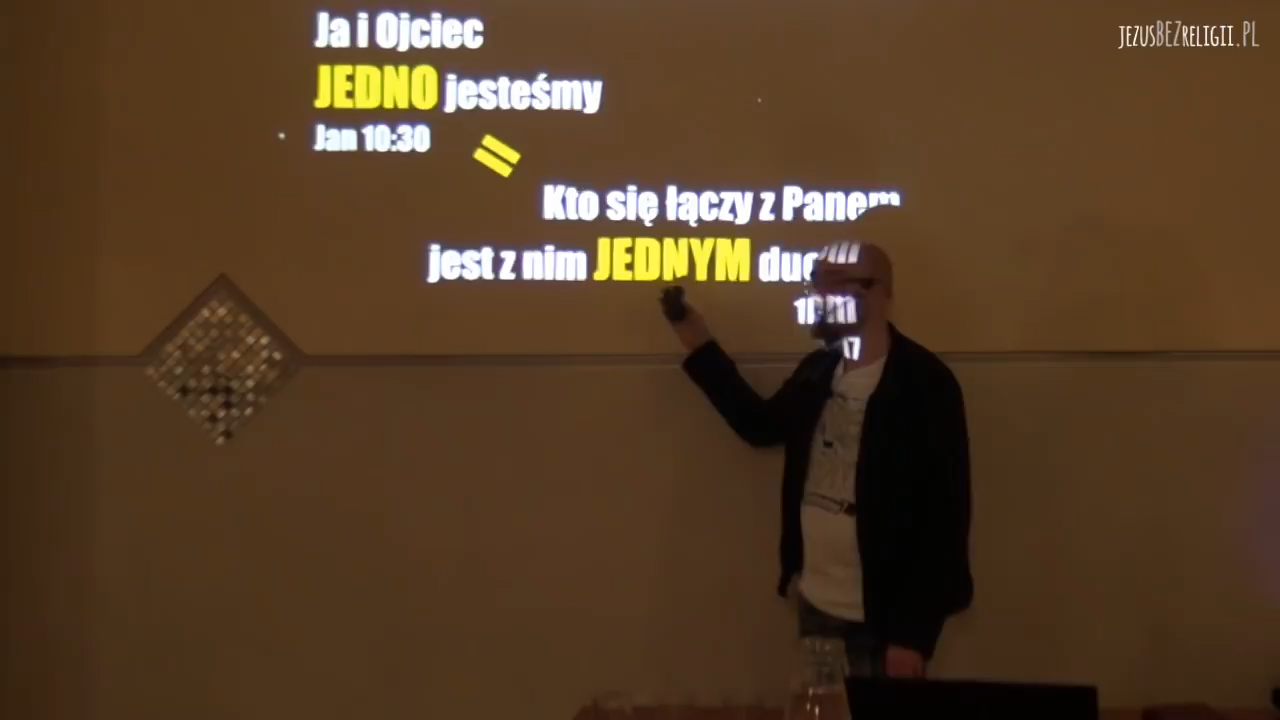 jezusBEZreligii.PL
Ja i Ojciec
JEDNO jesteśmy
Jan 10:30
=
Kto się łączy z Panem
jest z nim JEDNYM